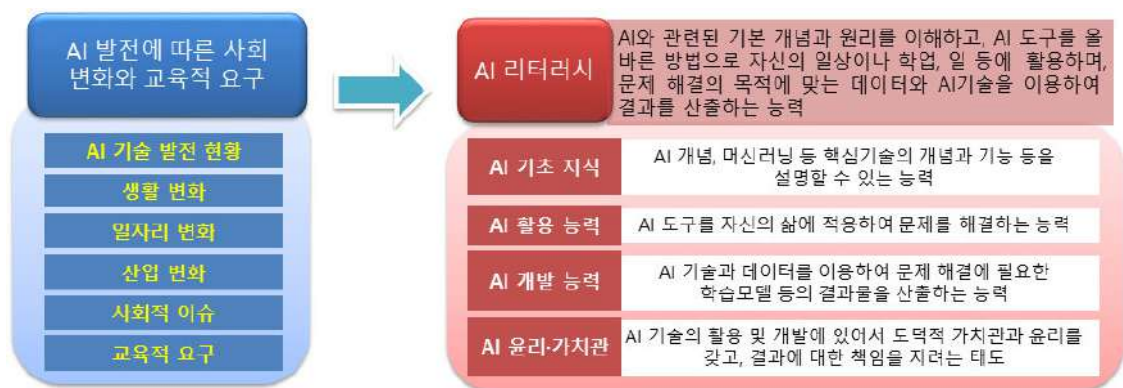 AI 발전에 따른 사회
변화와 교육적 요구
AI 기술 발전 현황
생활 변화
일자리 변화
산업 변화
사회적 이슈
교육적 요구
AI 리터러시
AI와 관련된 기본 개념과 원리를 이해하고, AI 도구를 올
바른 방법으로 자신의 일상이나 학업, 일 등에 활용하며,
문제 해결의 목적에 맞는 데이터와 AI기술을 이용하여
결과를 산출하는 능력
AI 기초 지식
AI 개념, 머신러닝 등 핵심기술의 개념과 기능 등을
설명할 수 있는 능력
AI 활용 능력
AI 도구를 자신의 삶에 적용하여 문제를 해결하는 능력
AI 개발 능력
AI 기술과 데이터를 이용하여 문제 해결에 필요한
학습모델 등의 결과물을 산출하는 능력
AI 윤리·가치관
AI 기술의 활용 및 개발에 있어서 도덕적 가치관과 윤리를
갖고, 결과에 대한 책임을 지려는 태도